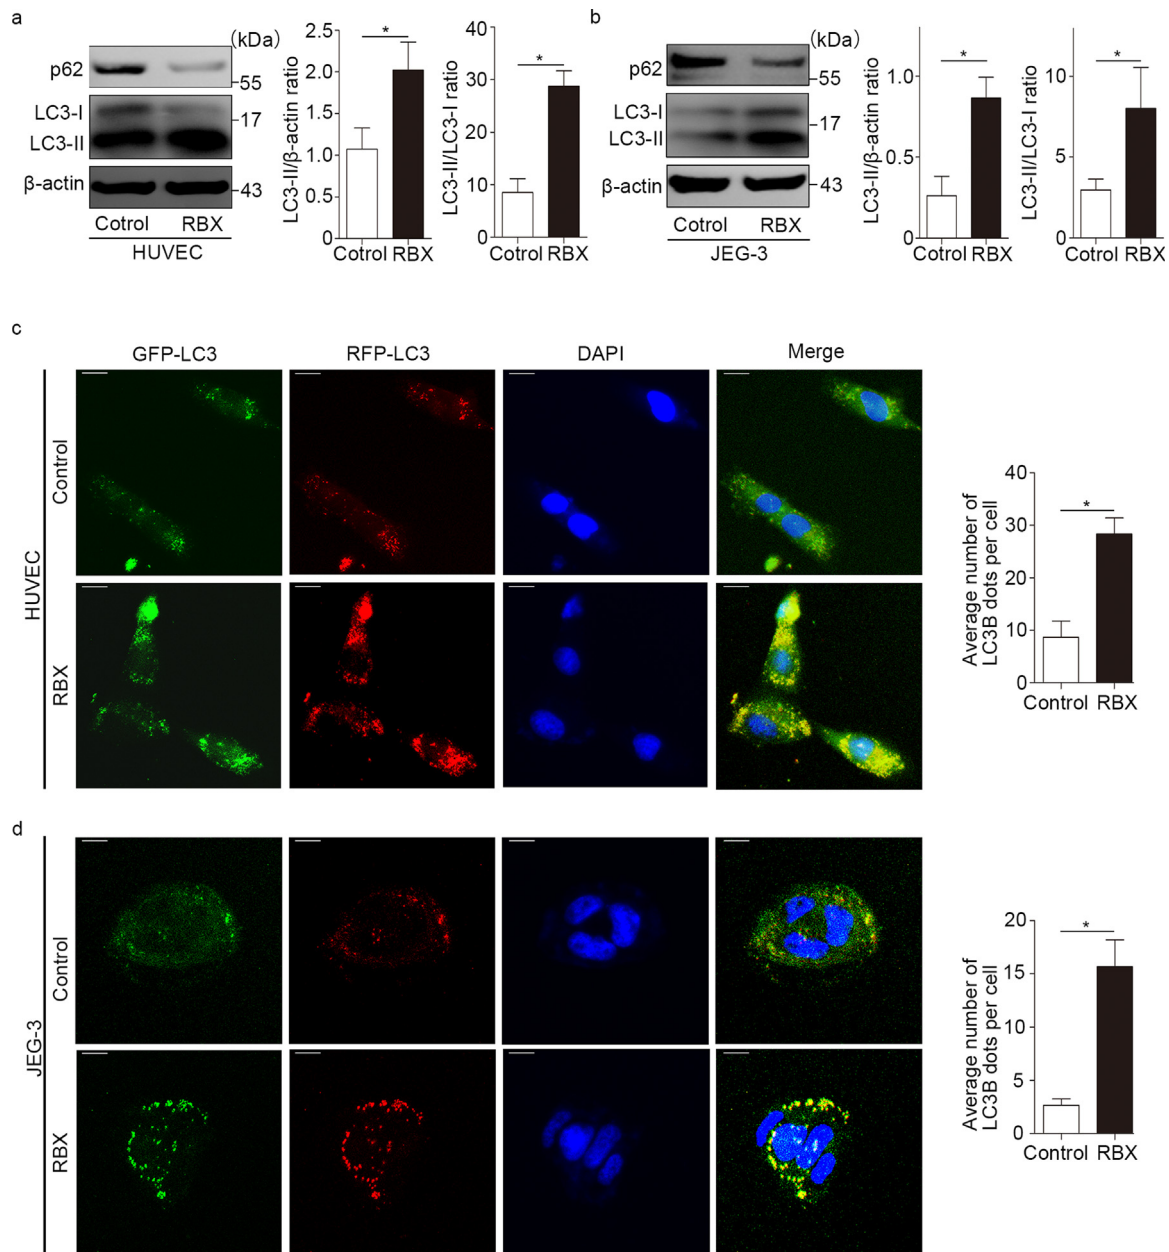 a
(kDa)
p62
55
LC3-I
17
LC3-II
β-actin
43
Cotrol RBX
HUVEC
LC3-II/β-actin ratio
2.5
2.0
1.5
1.0
0.5
0
Cotrol RBX
*
LC3-II/LC3-I ratio
40
30
20
10
0
Cotrol RBX
*
b
(kDa)
p62
55
LC3-I
17
LC3-II
β-actin
43
Cotrol RBX
JEG-3
LC3-II/β-actin ratio
1.0
0.5
0
Cotrol RBX
*
LC3-II/LC3-I ratio
10
5
0
Cotrol RBX
*
c
GFP-LC3 RFP-LC3 DAPI Merge
HUVEC
Control
RBX
Average number of
LC3B dots per cell
40
30
20
10
0
Control RBX
*
d
JEG-3
Control
RBX
Average number of
LC3B dots per cell
20
15
10
5
0
Control RBX
*